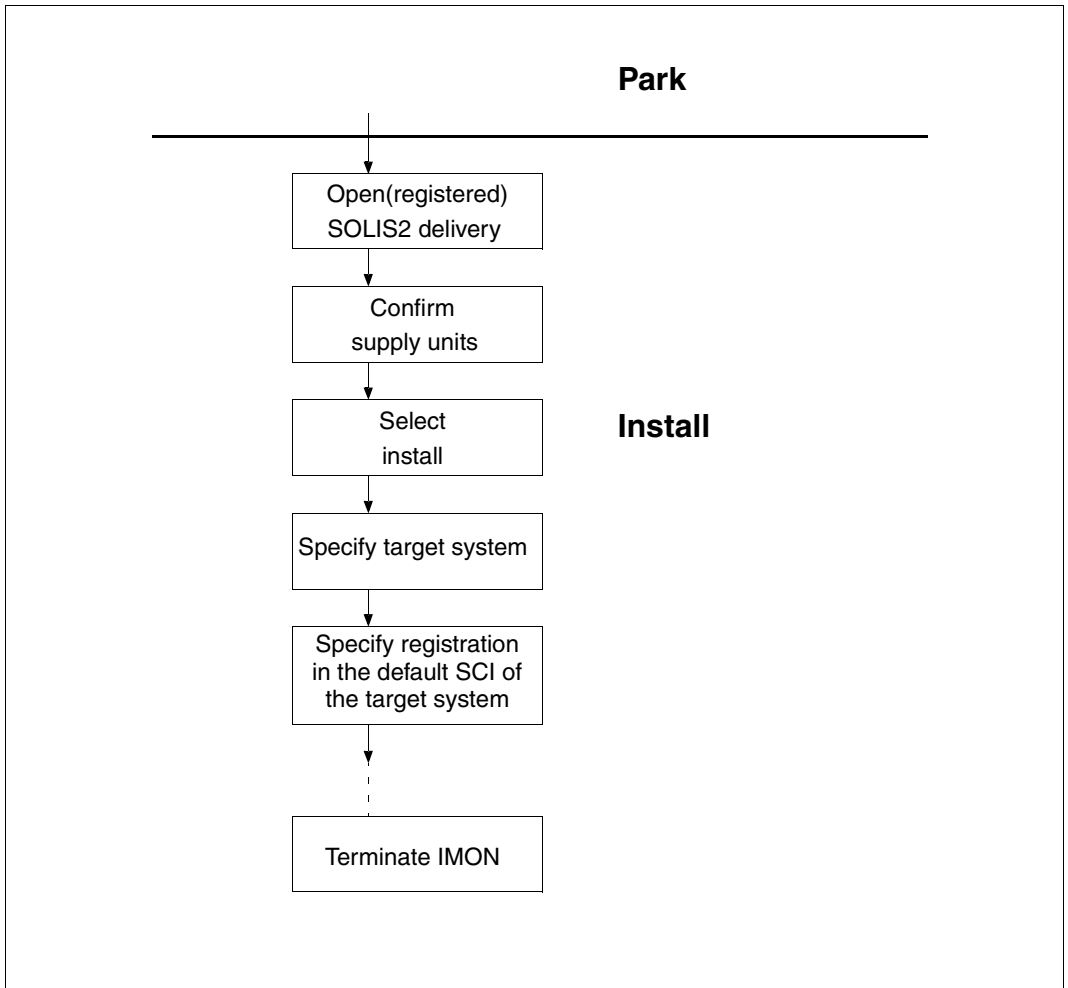 Park
Open(registered)
SOLIS2 delivery
Confirm
supply units
Select
install
Install
Specify target system
Specify registration
in the default SCI of
the target system
Terminate IMON